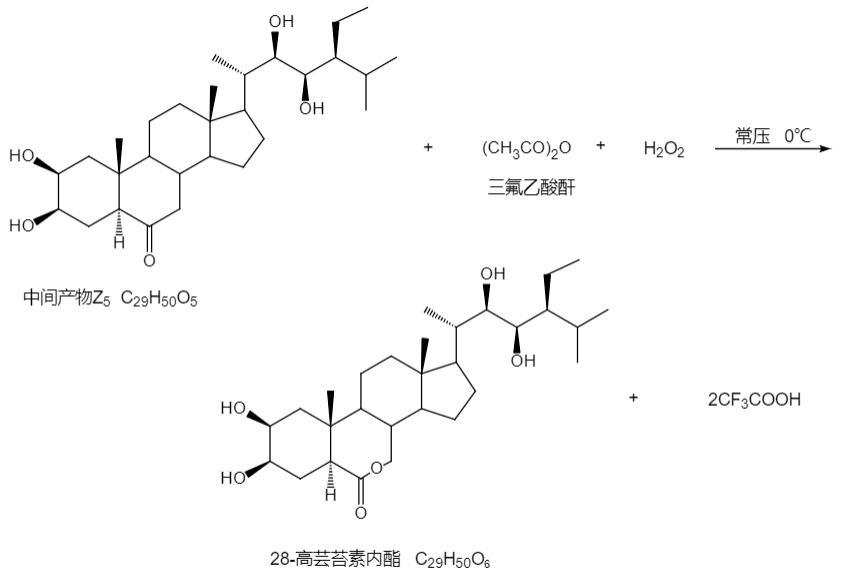 OH
OH
HO
HO
H
O
+
(CH₃CO)₂O
+
H₂O₂
常压 0℃
三氟乙酸酐
中间产物Z₅ C₂₉H₅₀O₅
OH
OH
HO
HO
H
O
O
+
2CF₃COOH
28-高芸苔素内酯 C₂₉H₅₀O₆